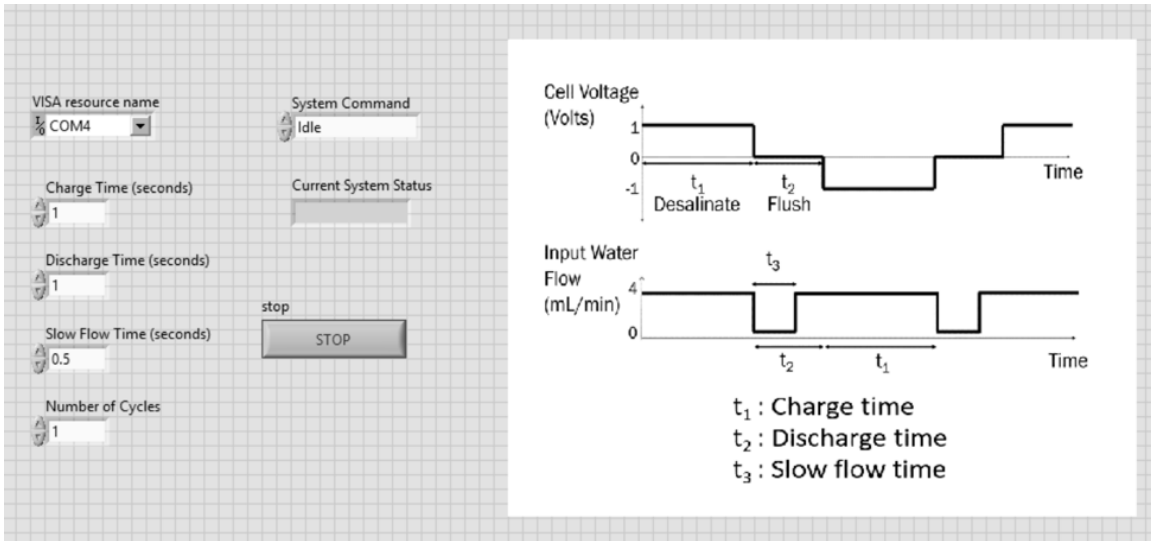 VISA resource name
COM4
System Command
Idle
Charge Time (seconds)
1
Current System Status
Discharge Time (seconds)
1
stop
STOP
Slow Flow Time (seconds)
0.5
Number of Cycles
1
Cell Voltage
(Volts)
1
0
-1
Time
t₁
Desalinate
t₂
Flush
Input Water
Flow
(mL/min)
4
0
t₃
t₂
t₁
Time
t₁ : Charge time
t₂ : Discharge time
t₃ : Slow flow time